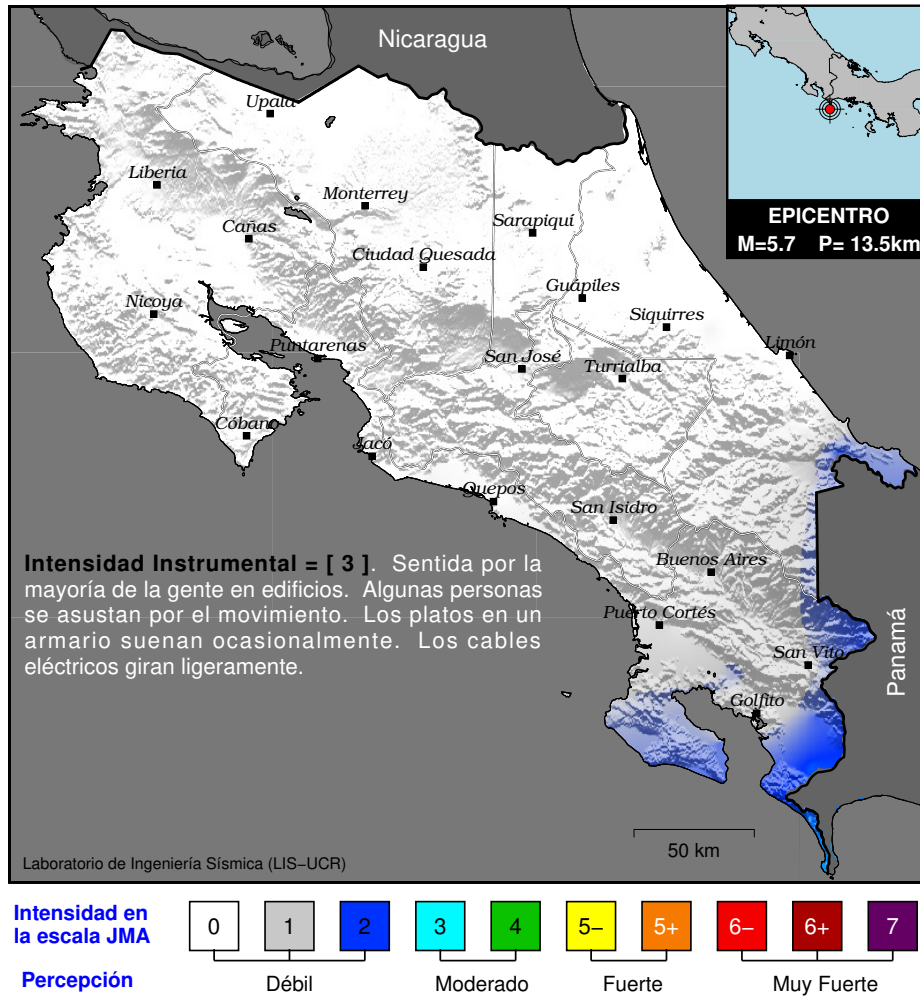 Nicaragua
EPICENTRO
M=5.7 P= 13.5km
Upala
Liberia
Monterrey
Cañas
Sarapiquí
Ciudad Quesada
Guápiles
Nicoya
Siquirres
Puntarenas
San José
Limón
Turrialba
Cóbano
Jacó
Quepos
San Isidro
Intensidad Instrumental = [ 3 ]. Sentida por la
mayoría de la gente en edificios. Algunas personas
se asustan por el movimiento. Los platos en un
armario suenan ocasionalmente. Los cables
eléctricos giran ligeramente.
Buenos Aires
Puerto Cortés
San Vito
Panamá
Golfito
50 km
Laboratorio de Ingeniería Sísmica (LIS−UCR)
Intensidad en
la escala JMA
0 1 2 3 4 5− 5+ 6− 6+ 7
Percepción
Débil Moderado Fuerte Muy Fuerte